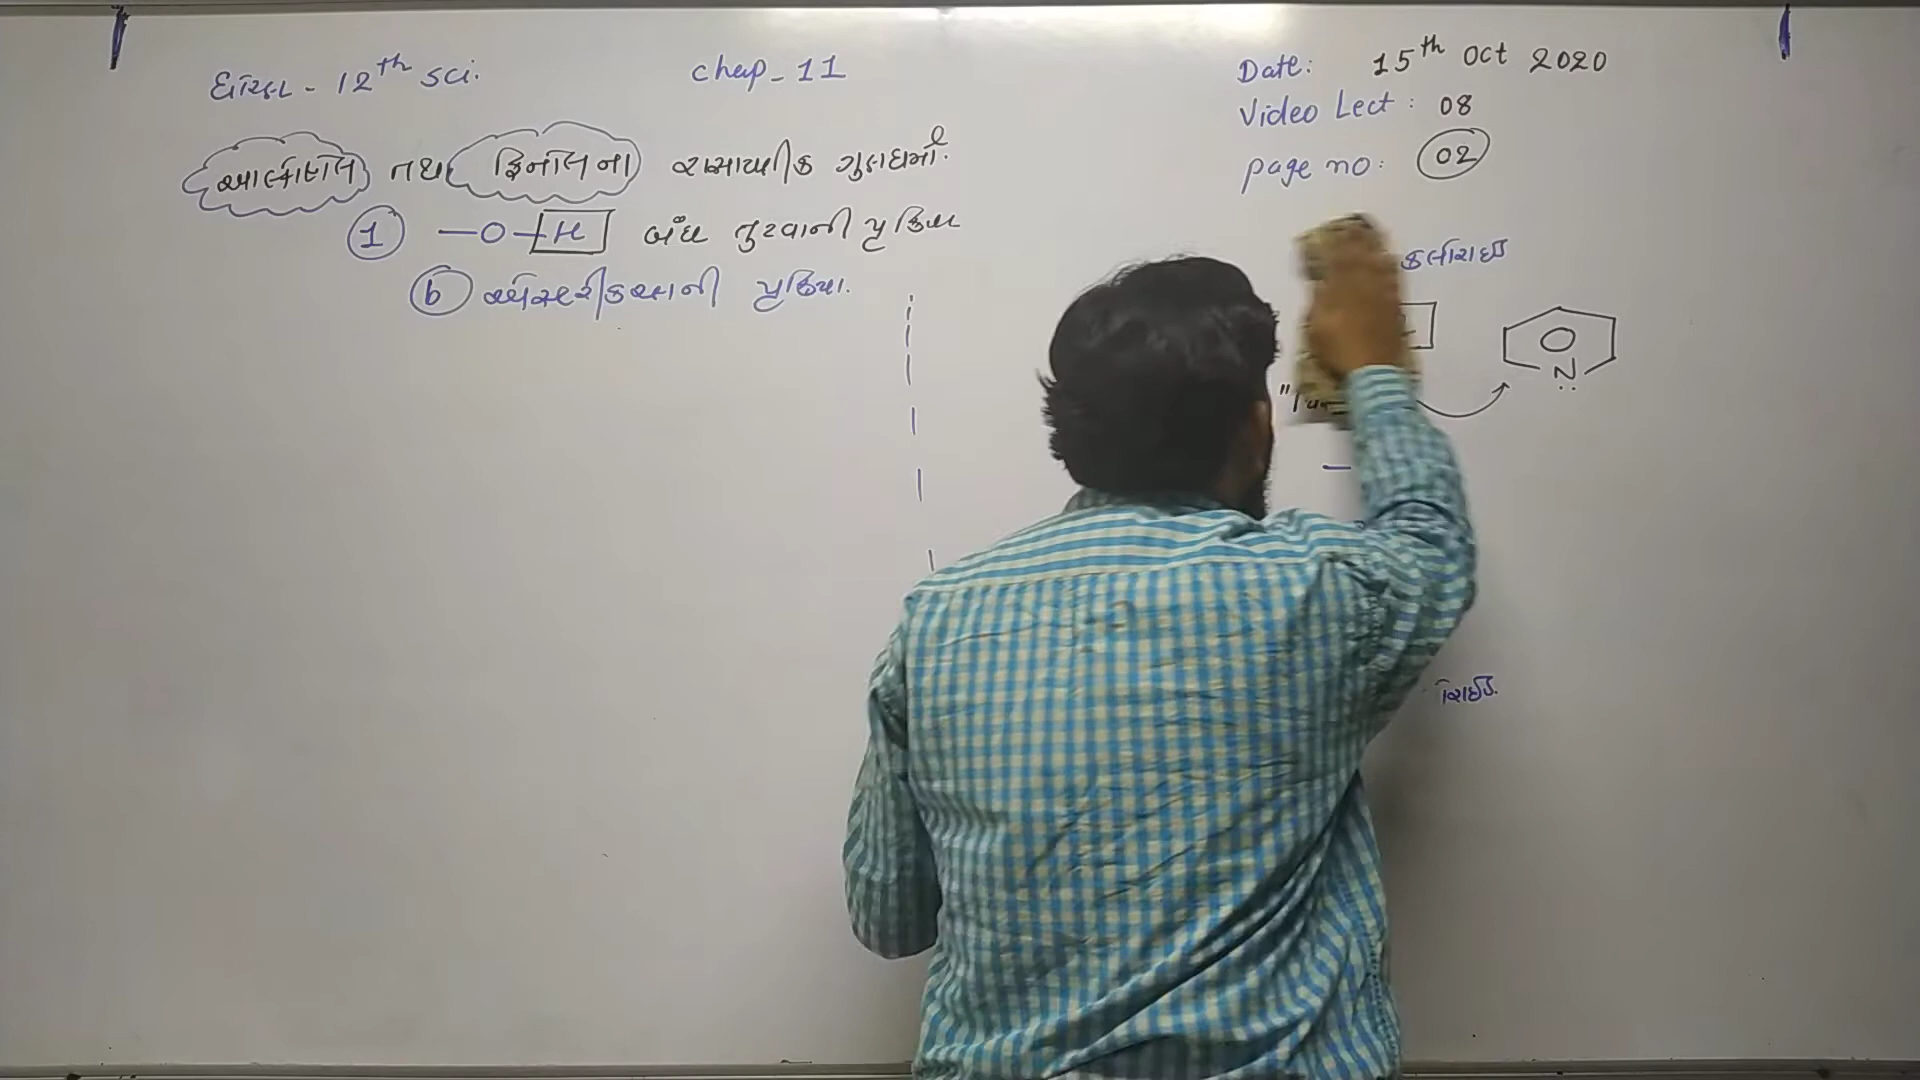 ધોરણ - 12th sci.
chap - 11
Date: 15th Oct 2020
Video Lect : 08
page no: 02
આલ્કોહોલ તથા ફિનોલના રાસાયણિક ગુણધર્મો.
1 -O-H બંધ તુટવાની પ્રક્રિયા
b એસ્ટરીકરણની પ્રક્રિયા.
ક્લોરાઇડ
N